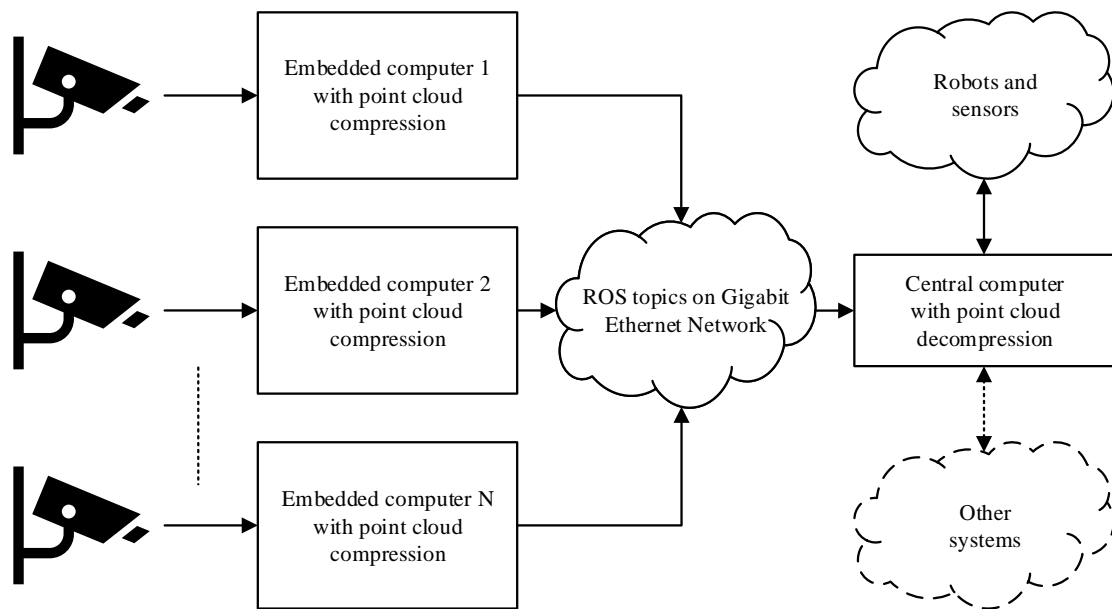 Embedded computer 1
with point cloud
compression
Robots and
sensors
Embedded computer 2
with point cloud
compression
ROS topics on Gigabit
Ethernet Network
Central computer
with point cloud
decompression
Embedded computer N
with point cloud
compression
Other
systems